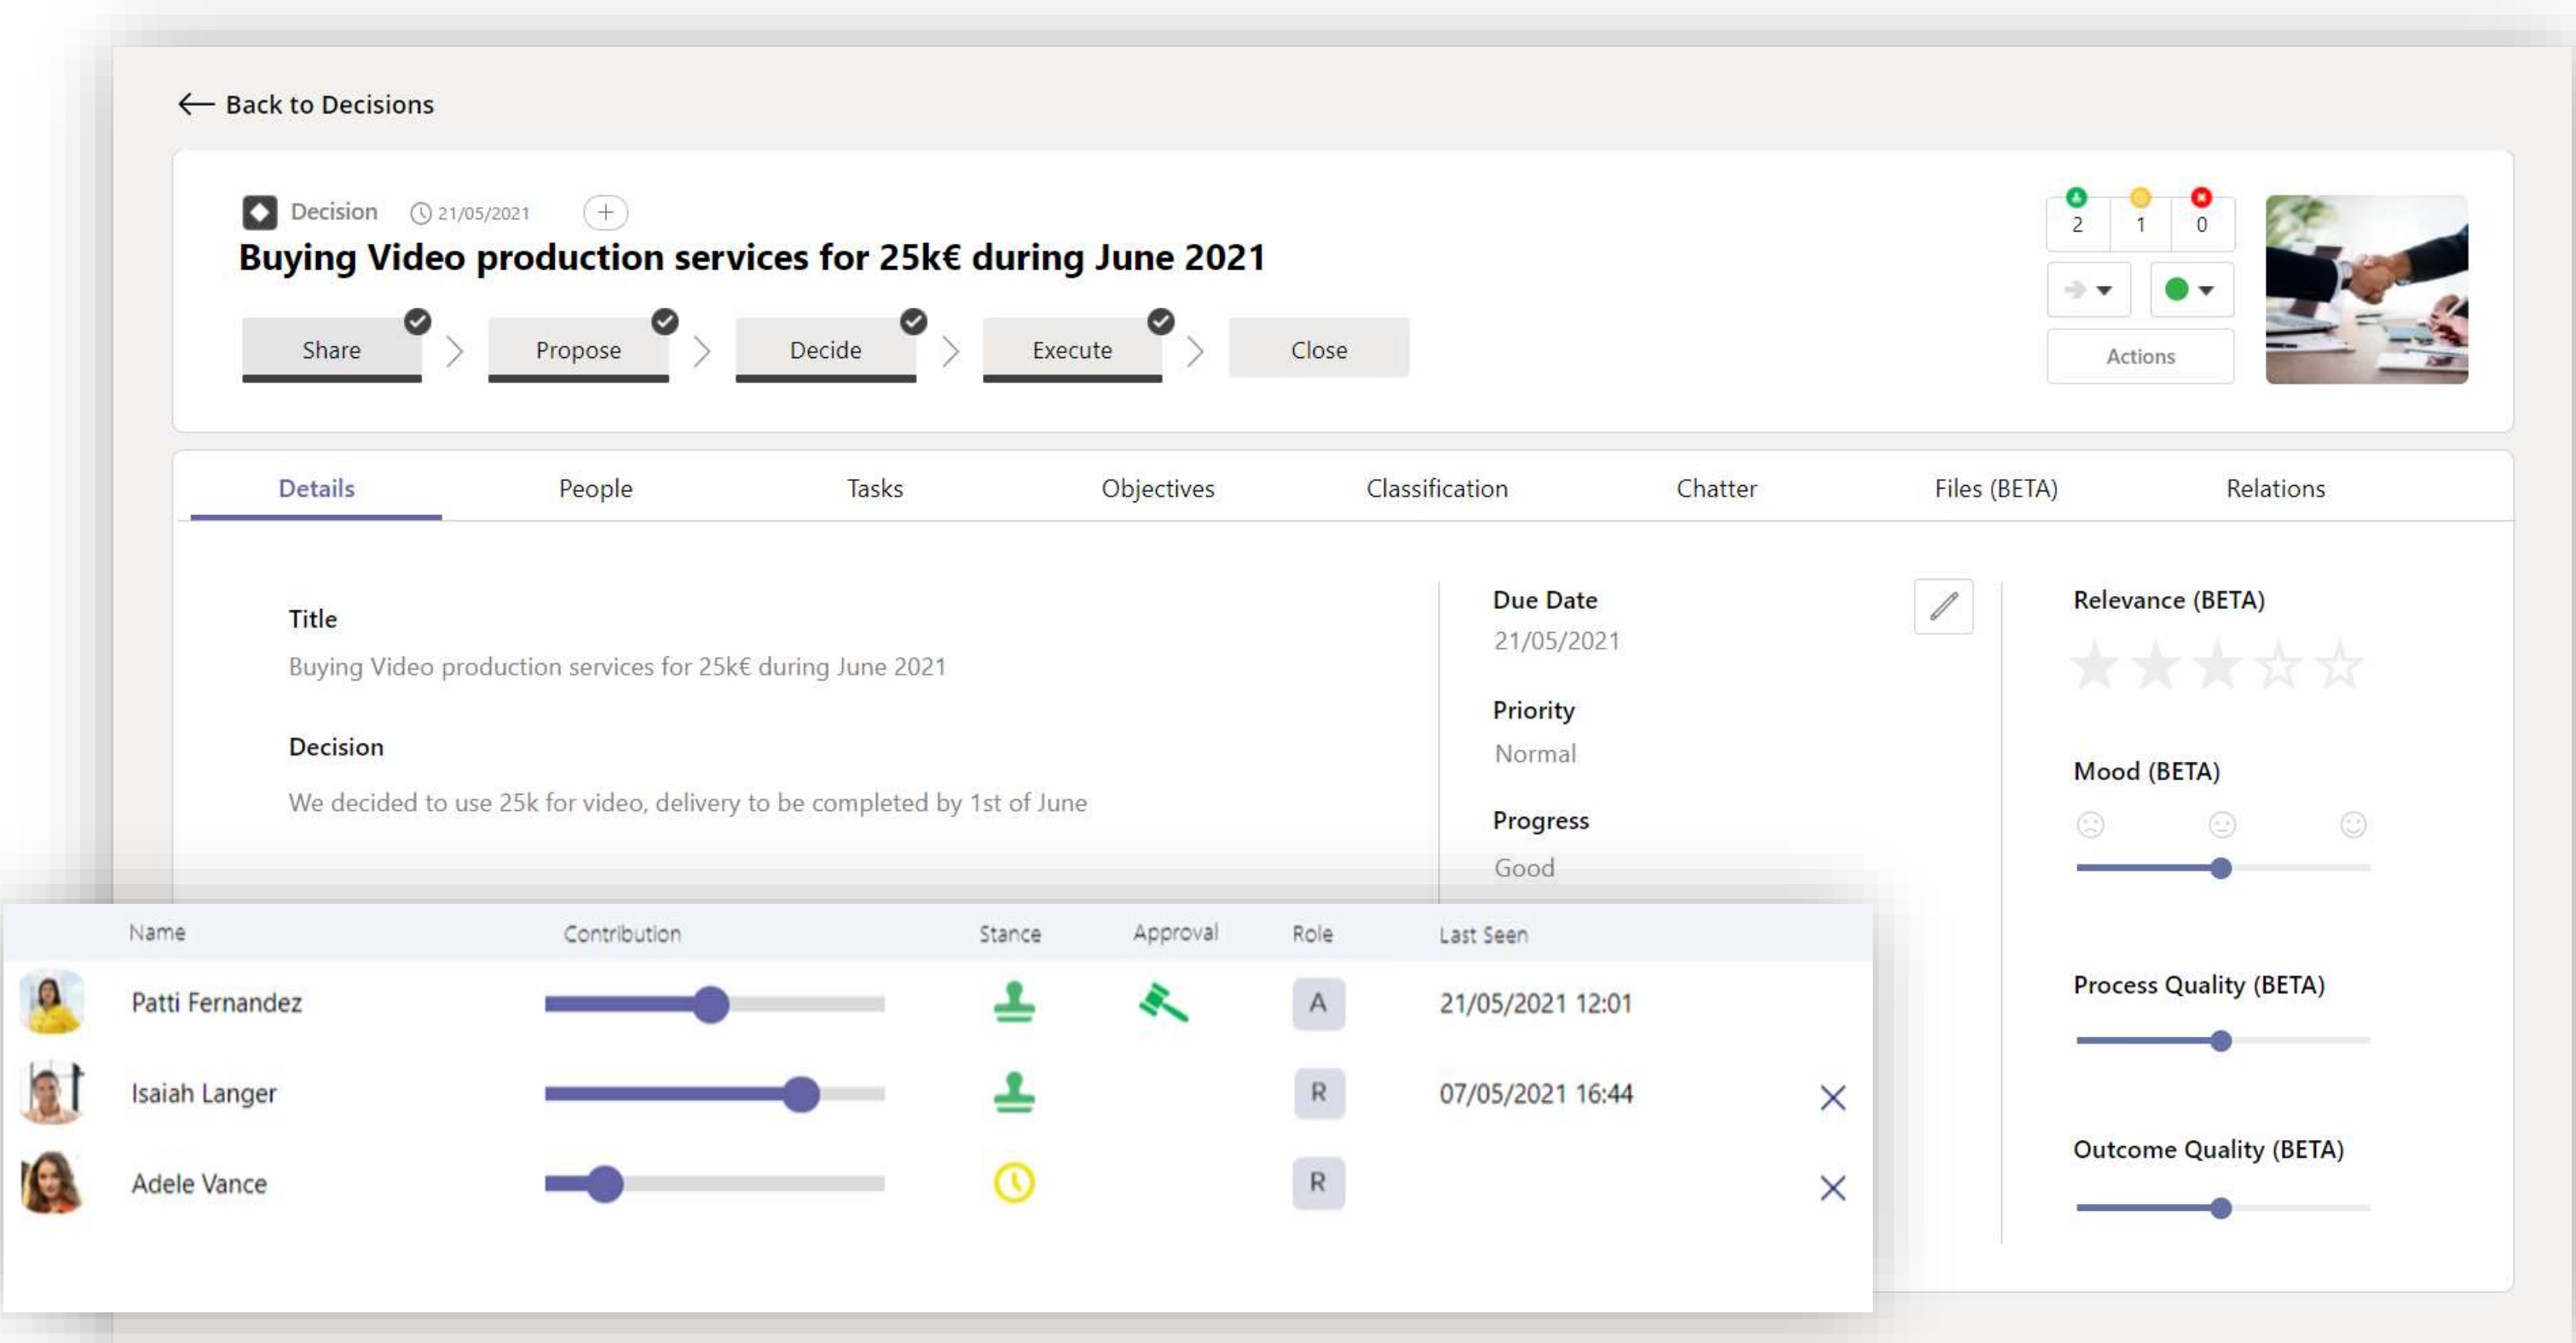 Back to Decisions
Decision 21/05/2021
Buying Video production services for 25k€ during June 2021
Share Propose Decide Execute Close
2 1 0
Actions
Details People Tasks Objectives Classification Chatter Files (BETA) Relations
Title
Buying Video production services for 25k€ during June 2021
Decision
We decided to use 25k for video, delivery to be completed by 1st of June
Due Date
21/05/2021
Priority
Normal
Progress
Good
Relevance (BETA)
Mood (BETA)
Process Quality (BETA)
Outcome Quality (BETA)
Name Contribution Stance Approval Role Last Seen
Patti Fernandez A 21/05/2021 12:01
Isaiah Langer R 07/05/2021 16:44
Adele Vance R